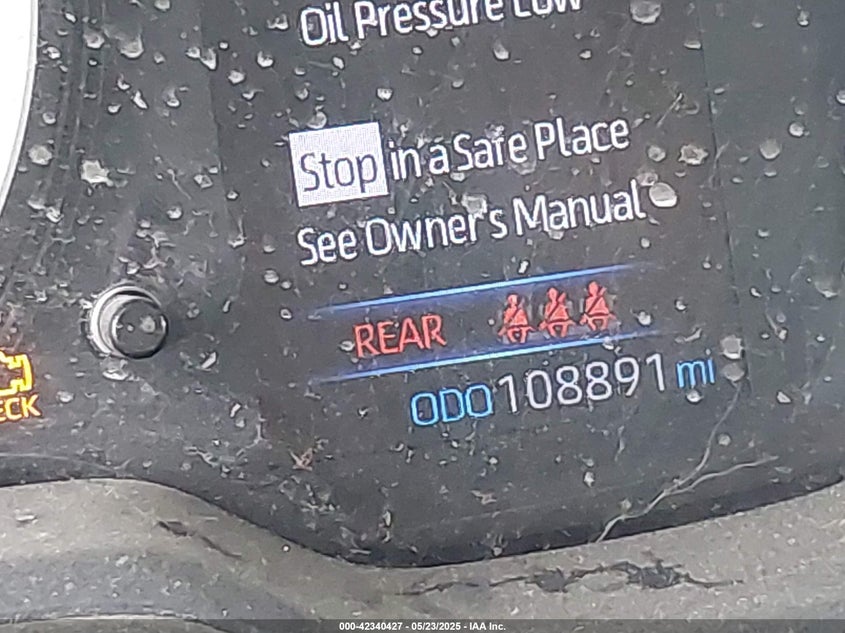 Oil Pressure Low
Stop in a Safe Place
See Owner's Manual
REAR
ODO 108891 mi
000-42340427 - 05/23/2025 - IAA Inc.